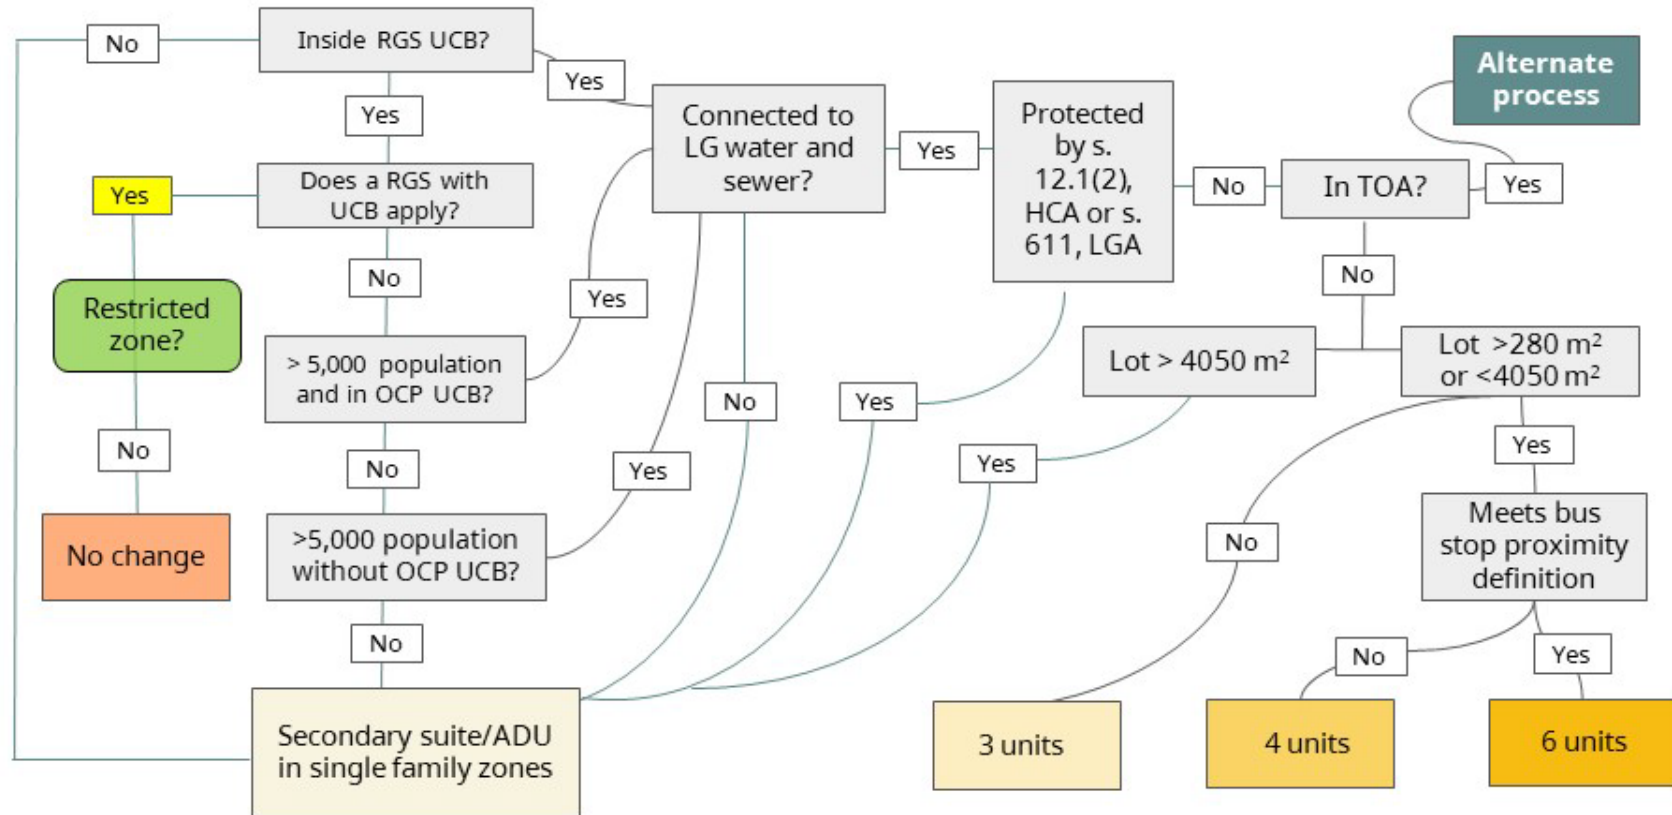 No
Inside RGS UCB?
Yes
Alternate
process
Yes
Connected to
LG water and
sewer?
Yes
Protected
by s.
12.1(2),
HCA or s.
611, LGA
No
In TOA?
Yes
Yes
Does a RGS with
UCB apply?
No
Yes
No
Restricted
zone?
> 5,000 population
and in OCP UCB?
No
Yes
Lot > 4050 m²
Lot >280 m²
or <4050 m²
No
No
Yes
Yes
Yes
No
Yes
No change
>5,000 population
without OCP UCB?
Meets bus
stop proximity
definition
No
No
Yes
Secondary suite/ADU
in single family zones
3 units
4 units
6 units